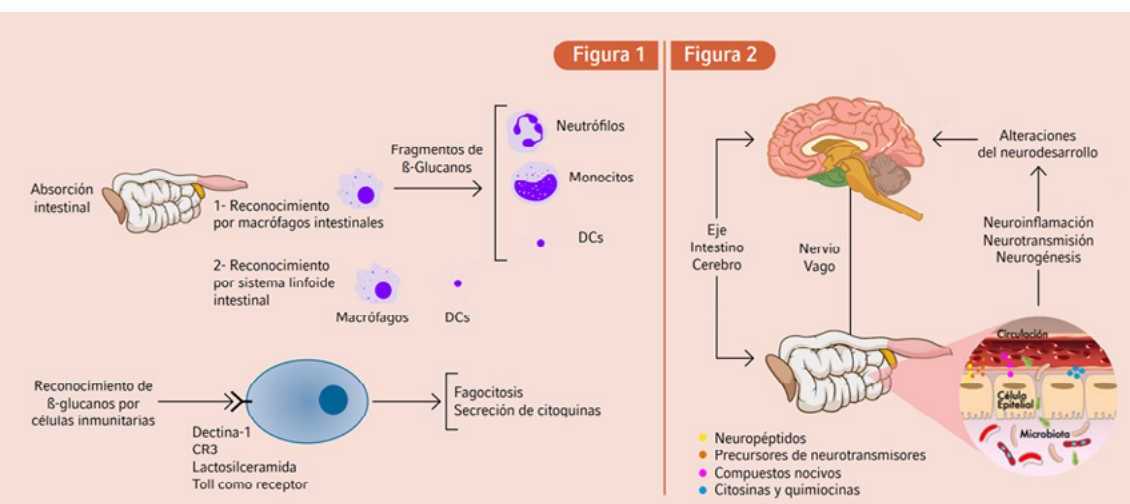 Figura 1
Absorción
intestinal
1- Reconocimiento
por macrófagos intestinales
Fragmentos de
ß-Glucanos
Neutrófilos
Monocitos
DCs
2- Reconocimiento
por sistema linfoide
intestinal
Macrófagos
DCs
Reconocimiento de
ß-glucanos por
células inmunitarias
Dectina-1
CR3
Lactosilceramida
Toll como receptor
Fagocitosis
Secreción de citoquinas
Figura 2
Alteraciones
del neurodesarrollo
Eje
Intestino
Cerebro
Nervio
Vago
Neuroinflamación
Neurotransmisión
Neurogénesis
Circulación
Célula
Epitelial
Microbiota
Neuropéptidos
Precursores de neurotransmisores
Compuestos nocivos
Citosinas y quimiocinas